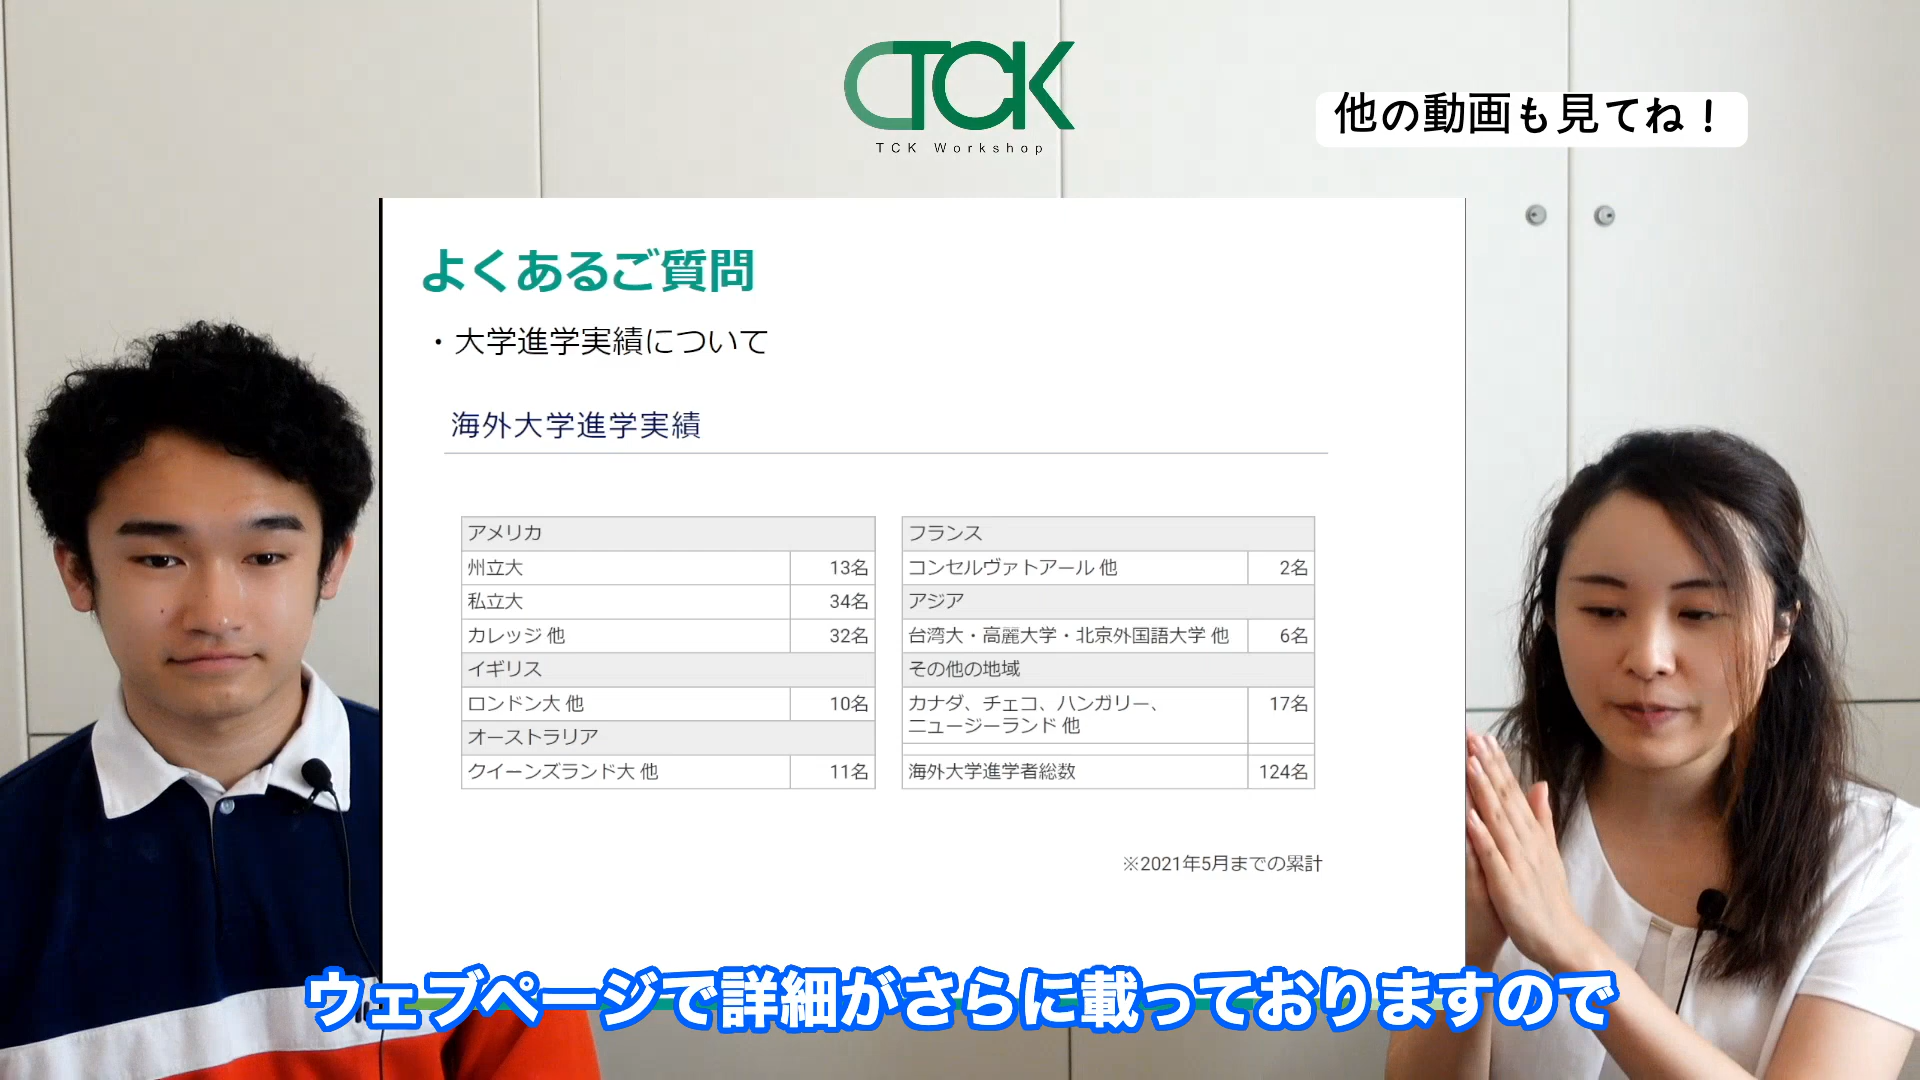 TCK
TCK Workshop
他の動画も見てね!
よくあるご質問
・大学進学実績について
海外大学進学実績
アメリカ
州立大 13名
私立大 34名
カレッジ 他 32名
イギリス
ロンドン大 他 10名
オーストラリア
クイーンズランド大 他 11名
フランス
コンセルヴァトアール 他 2名
アジア
台湾大・高麗大学・北京外国語大学 他 6名
その他の地域
カナダ、チェコ、ハンガリー、 17名
ニュージーランド 他
海外大学進学者総数 124名
※2021年5月までの累計
ウェブページで詳細がさらに載っておりますので